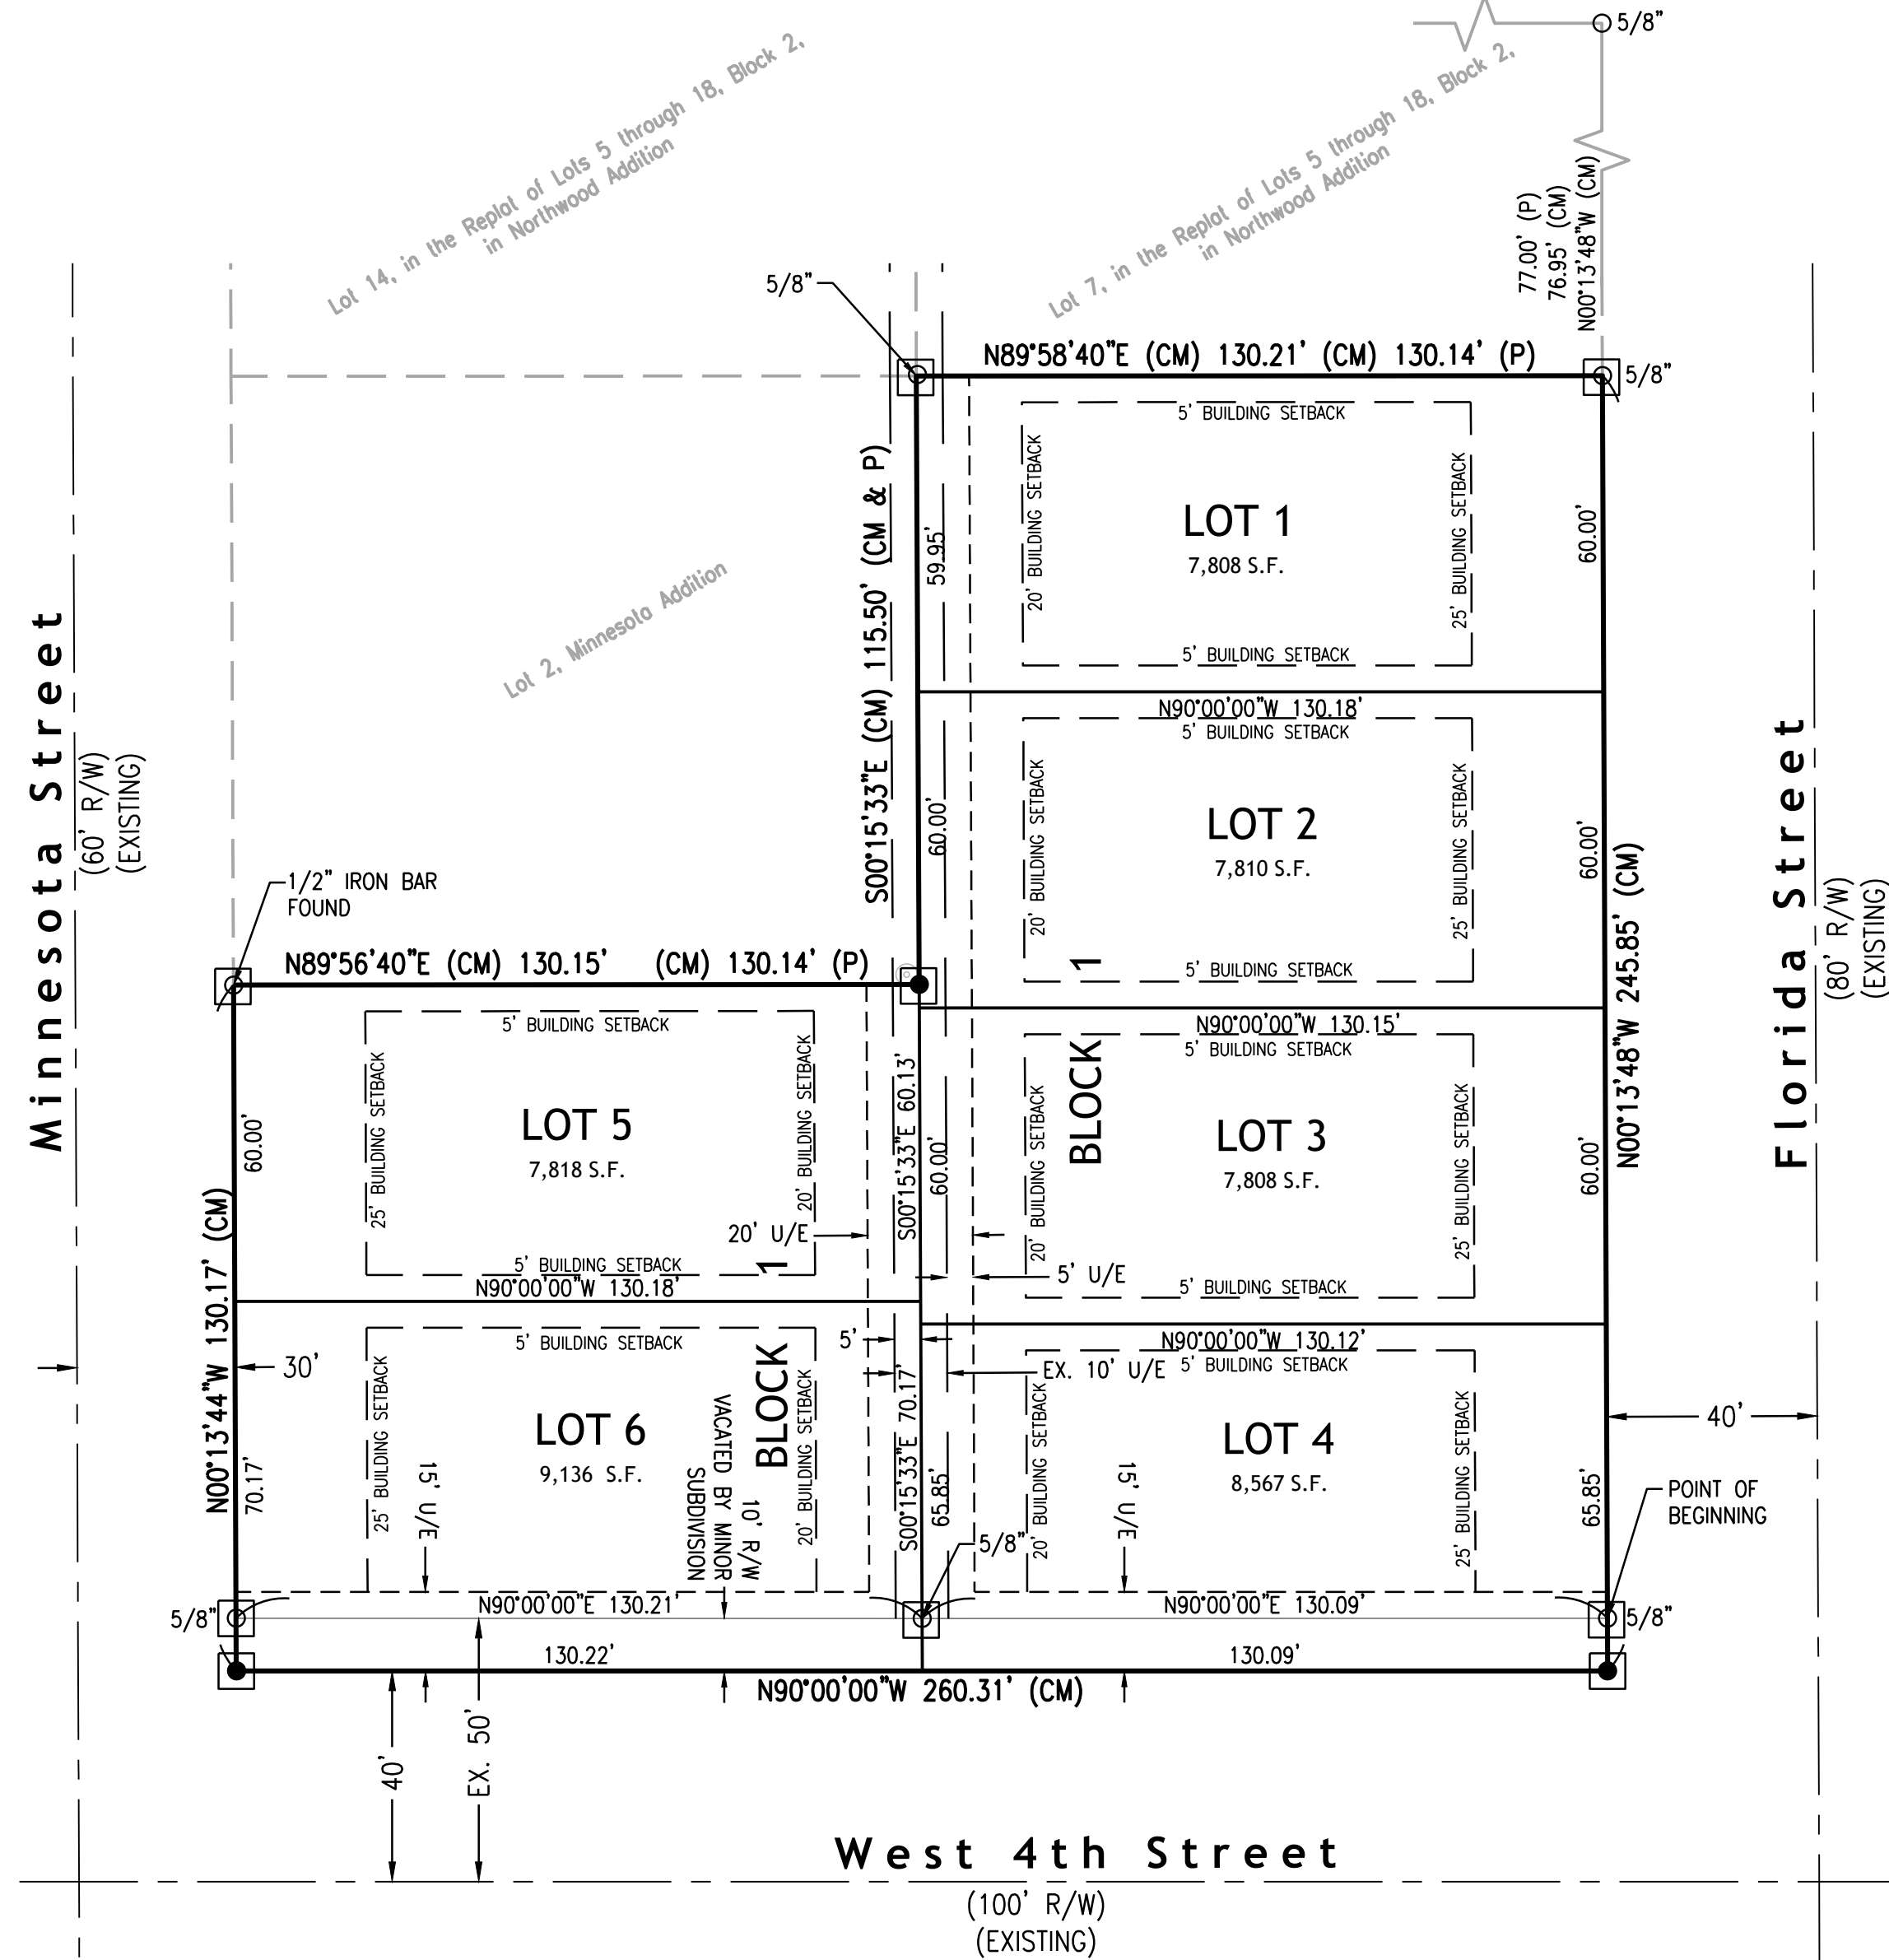 5/8"
Lot 14, in the Replat of Lots 5 through 18, Block 2,
in Northwood Addition
Lot 7, in the Replat of Lots 5 through 18, Block 2,
in Northwood Addition
77.00' (P)
76.95' (CM)
N00°13'48"W (CM)
5/8"
N89°58'40"E (CM) 130.21' (CM) 130.14' (P)
5/8"
5' BUILDING SETBACK
20' BUILDING SETBACK
25' BUILDING SETBACK
LOT 1
7,808 S.F.
59.95'
60.00'
S00°15'33"E (CM) 115.50' (CM & P)
5' BUILDING SETBACK
N90°00'00"W 130.18'
Lot 2, Minnesota Addition
5' BUILDING SETBACK
20' BUILDING SETBACK
25' BUILDING SETBACK
LOT 2
7,810 S.F.
60.00'
60.00'
5' BUILDING SETBACK
N90°00'00"W 130.15'
Minnesota Street
(60' R/W)
(EXISTING)
Florida Street
(80' R/W)
(EXISTING)
N00°13'48"W 245.85' (CM)
1/2" IRON BAR
FOUND
N89°56'40"E (CM) 130.15' (CM) 130.14' (P)
5' BUILDING SETBACK
25' BUILDING SETBACK
20' BUILDING SETBACK
LOT 5
7,818 S.F.
60.00'
S00°15'33"E 60.13'
60.00'
20' U/E
5' BUILDING SETBACK
N90°00'00"W 130.18'
BLOCK 1
5' BUILDING SETBACK
20' BUILDING SETBACK
25' BUILDING SETBACK
LOT 3
7,808 S.F.
60.00'
5' U/E
5' BUILDING SETBACK
N90°00'00"W 130.12'
N00°13'44"W 130.17' (CM)
30'
5' BUILDING SETBACK
25' BUILDING SETBACK
20' BUILDING SETBACK
BLOCK 1
LOT 6
9,136 S.F.
70.17'
15' U/E
10' R/W
VACATED BY MINOR
SUBDIVISION
5'
EX. 10' U/E
S00°15'33"E 70.17'
65.85'
5/8"
5' BUILDING SETBACK
20' BUILDING SETBACK
25' BUILDING SETBACK
LOT 4
8,567 S.F.
15' U/E
65.85'
40'
POINT OF
BEGINNING
5/8"
N90°00'00"E 130.21'
N90°00'00"E 130.09'
5/8"
130.22'
130.09'
N90°00'00"W 260.31' (CM)
40'
EX. 50'
West 4th Street
(100' R/W)
(EXISTING)